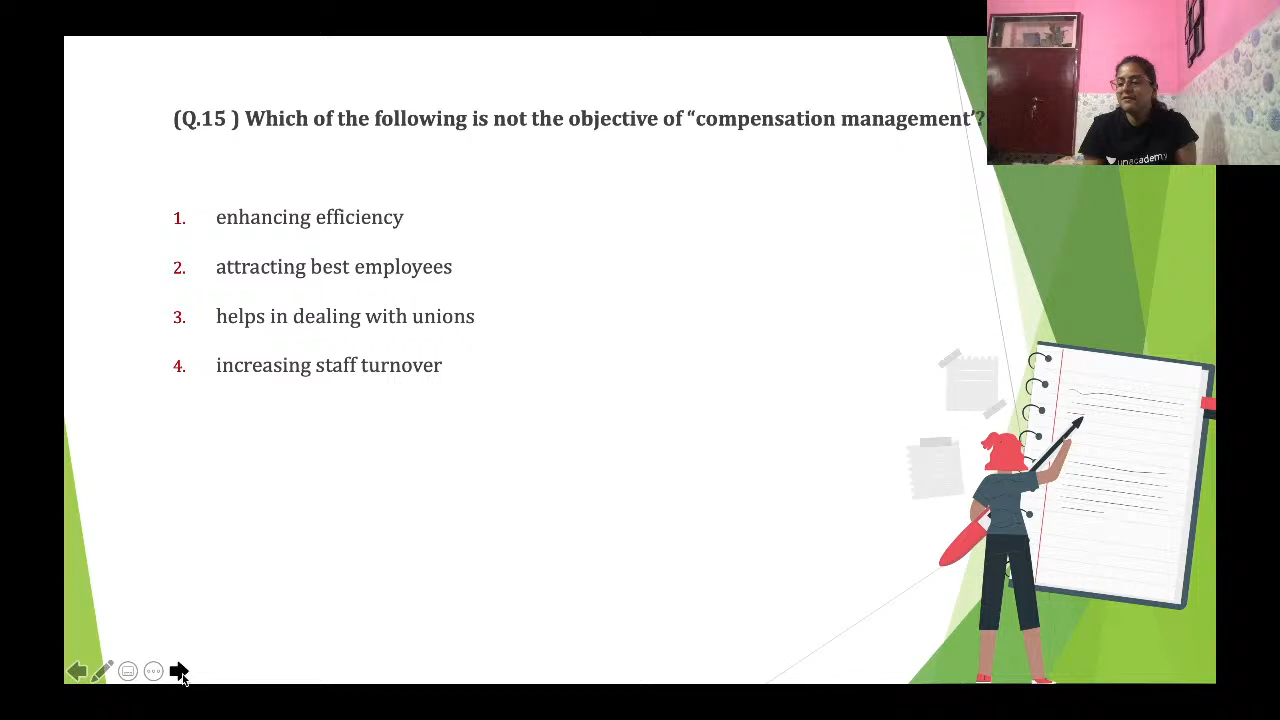 (Q.15 ) Which of the following is not the objective of “compensation management’?
1. enhancing efficiency
2. attracting best employees
3. helps in dealing with unions
4. increasing staff turnover
unacademy